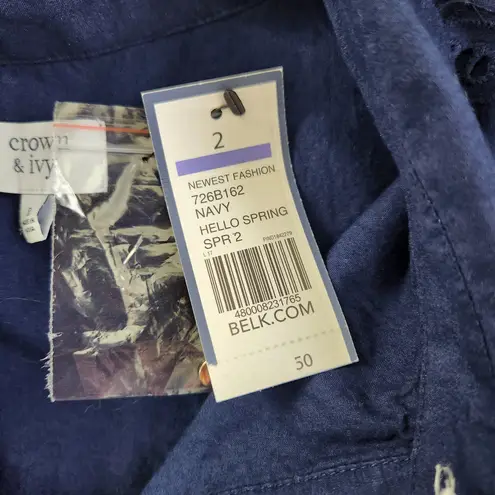 crown
& ivy
2
NEWEST FASHION
726B162
NAVY
HELLO SPRING
SPR 2
480008231765
BELK.COM
50